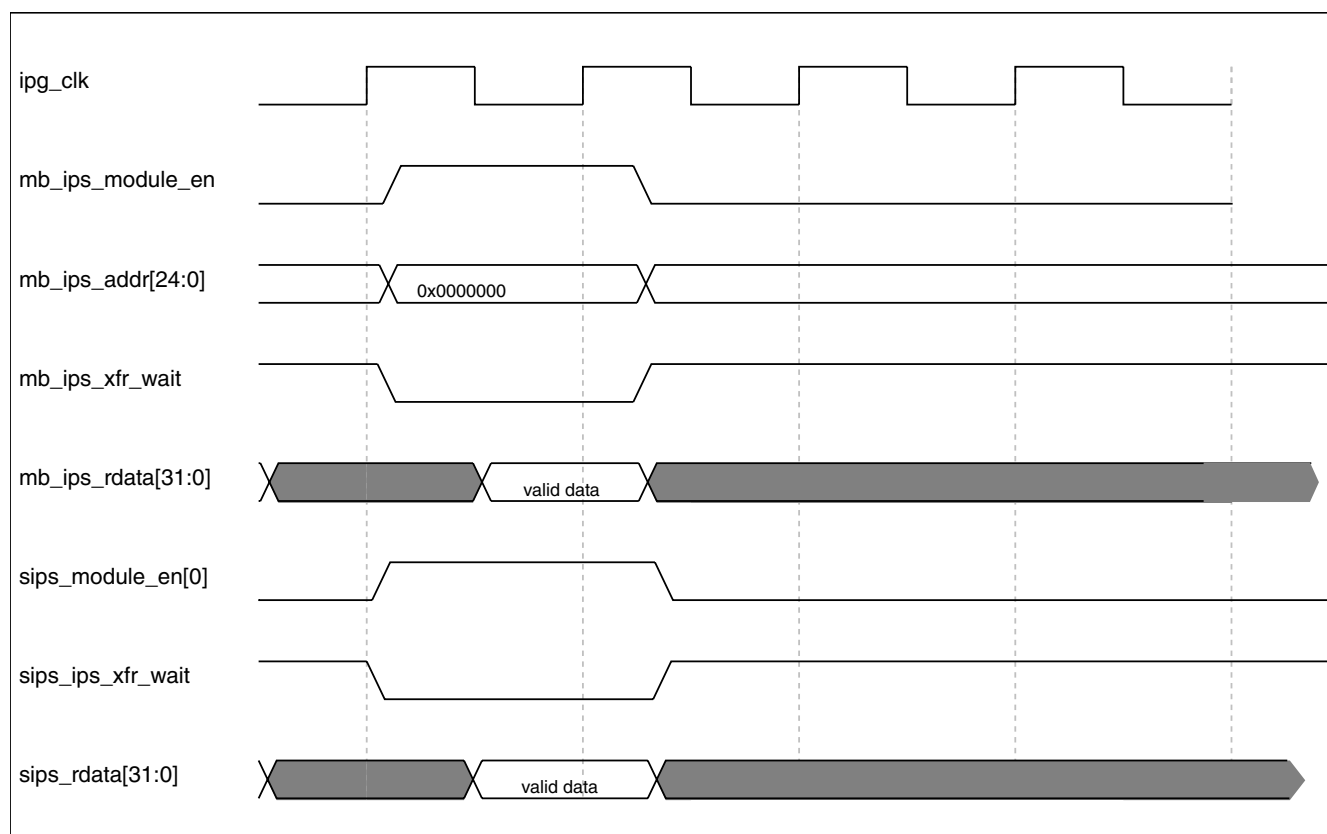 ipg_clk
mb_ips_module_en
mb_ips_addr[24:0]
0x0000000
mb_ips_xfr_wait
mb_ips_rdata[31:0]
valid data
sips_module_en[0]
sips_ips_xfr_wait
sips_rdata[31:0]
valid data